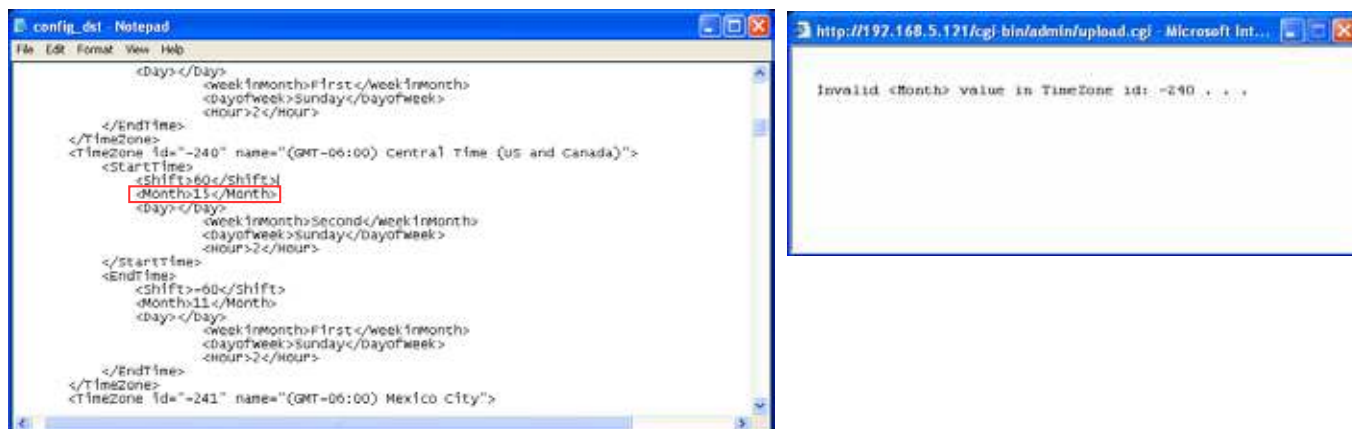 config_dst - Notepad
File Edit Format View Help
<Day></Day>
<WeekInMonth>First</WeekInMonth>
<DayofWeek>Sunday</DayofWeek>
<Hour>2</Hour>
</EndTime>
</TimeZone>
<TimeZone id="-240" name="(GMT-06:00) Central Time (US and Canada)">
<StartTime>
<Shift>60</Shift>
<Month>15</Month>
<Day></Day>
<WeekInMonth>Second</WeekInMonth>
<DayofWeek>Sunday</DayofWeek>
<Hour>2</Hour>
</StartTime>
<EndTime>
<Shift>-60</Shift>
<Month>11</Month>
<Day></Day>
<WeekInMonth>First</WeekInMonth>
<DayofWeek>Sunday</DayofWeek>
<Hour>2</Hour>
</EndTime>
</TimeZone>
<TimeZone id="-241" name="(GMT-06:00) Mexico City">
http://192.168.5.121/cgi-bin/admin/upload.cgi - Microsoft Int...
Invalid <Month> value in TimeZone id: -240 . . .